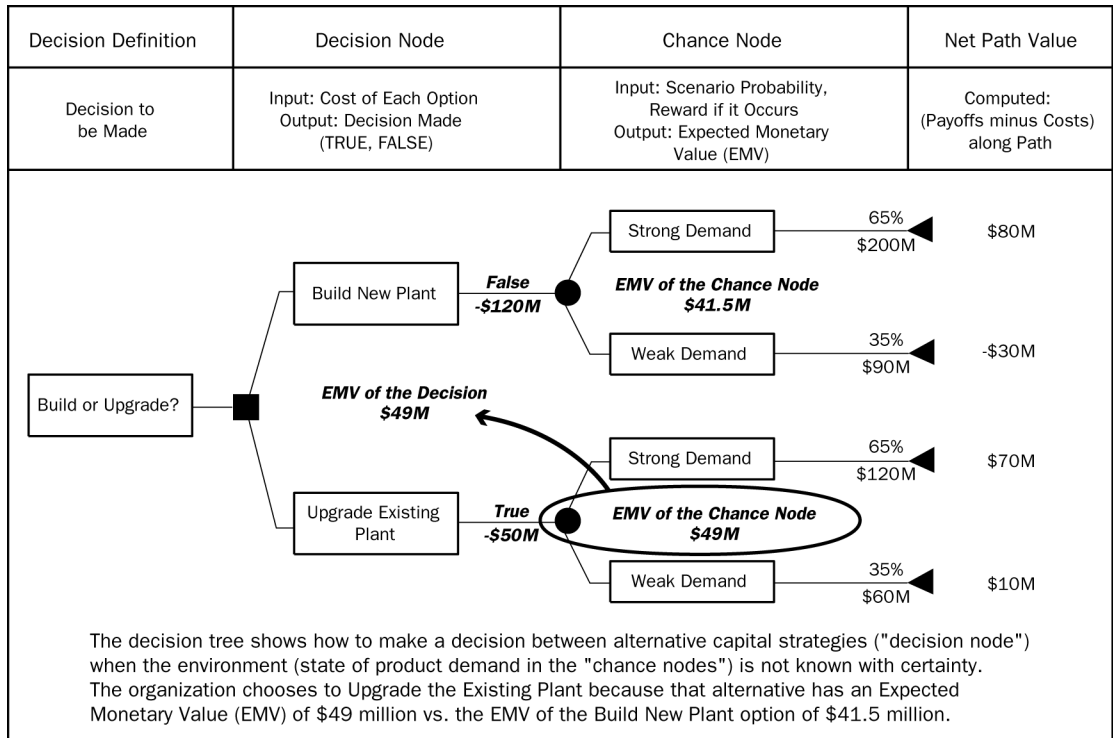 Decision Definition
Decision Node
Chance Node
Net Path Value
Decision to
be Made
Input: Cost of Each Option
Output: Decision Made
(TRUE, FALSE)
Input: Scenario Probability,
Reward if it Occurs
Output: Expected Monetary
Value (EMV)
Computed:
(Payoffs minus Costs)
along Path
Build or Upgrade?
Build New Plant
False
-$120M
Strong Demand
65%
$200M
$80M
EMV of the Chance Node
$41.5M
Weak Demand
35%
$90M
-$30M
EMV of the Decision
$49M
Upgrade Existing
Plant
True
-$50M
Strong Demand
65%
$120M
$70M
EMV of the Chance Node
$49M
Weak Demand
35%
$60M
$10M
The decision tree shows how to make a decision between alternative capital strategies ("decision node")
when the environment (state of product demand in the "chance nodes") is not known with certainty.
The organization chooses to Upgrade the Existing Plant because that alternative has an Expected
Monetary Value (EMV) of $49 million vs. the EMV of the Build New Plant option of $41.5 million.